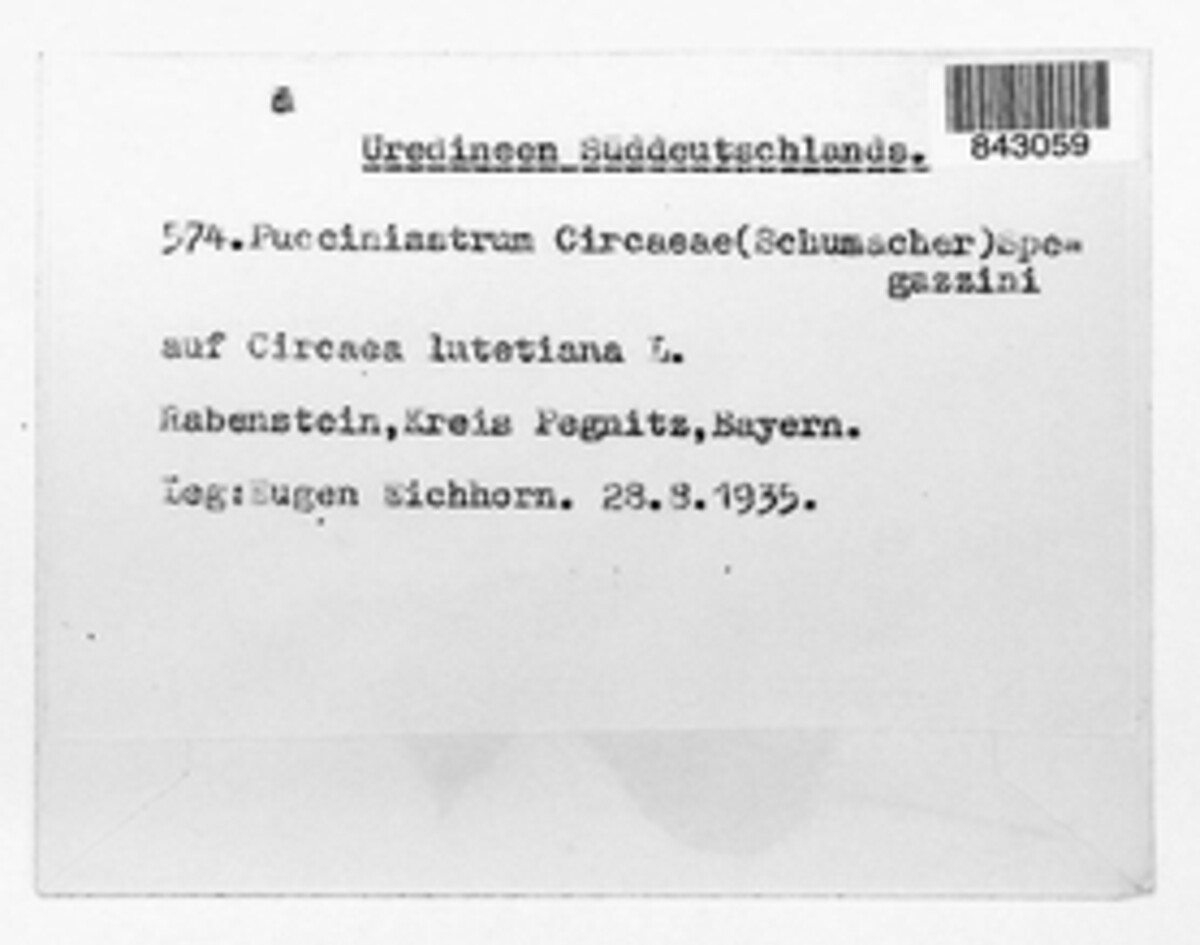 a
Uredineen Süddeutschlands.
843059
574.Pucciniastrum Circaeae(Schumacher)Spe-
gazzini
auf Circaea lutetiana L.
Rabenstein,Kreis Pegnitz,Bayern.
Leg:Eugen Eichhorn. 28.8.1935.